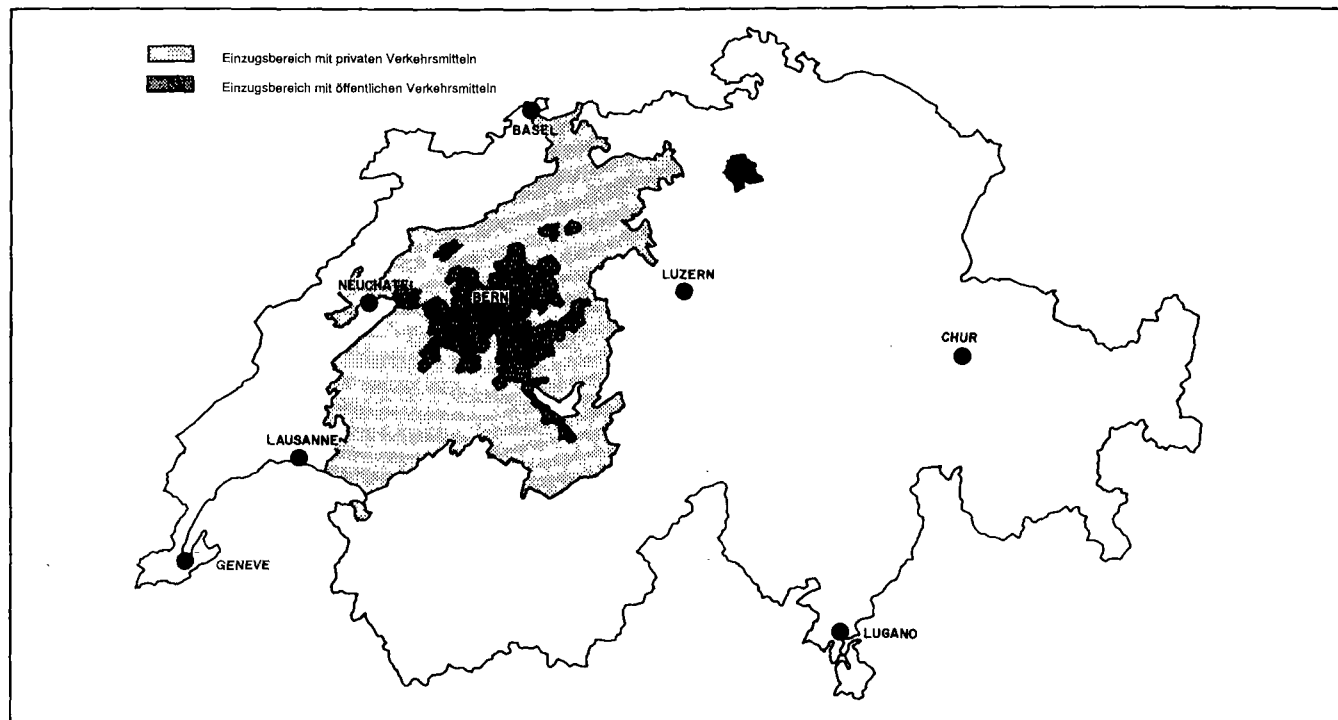 Einzugsbereich mit privaten Verkehrsmitteln
Einzugsbereich mit öffentlichen Verkehrsmitteln
BASEL
LUZERN
NEUCHATEL
BERN
CHUR
LAUSANNE
GENEVE
LUGANO